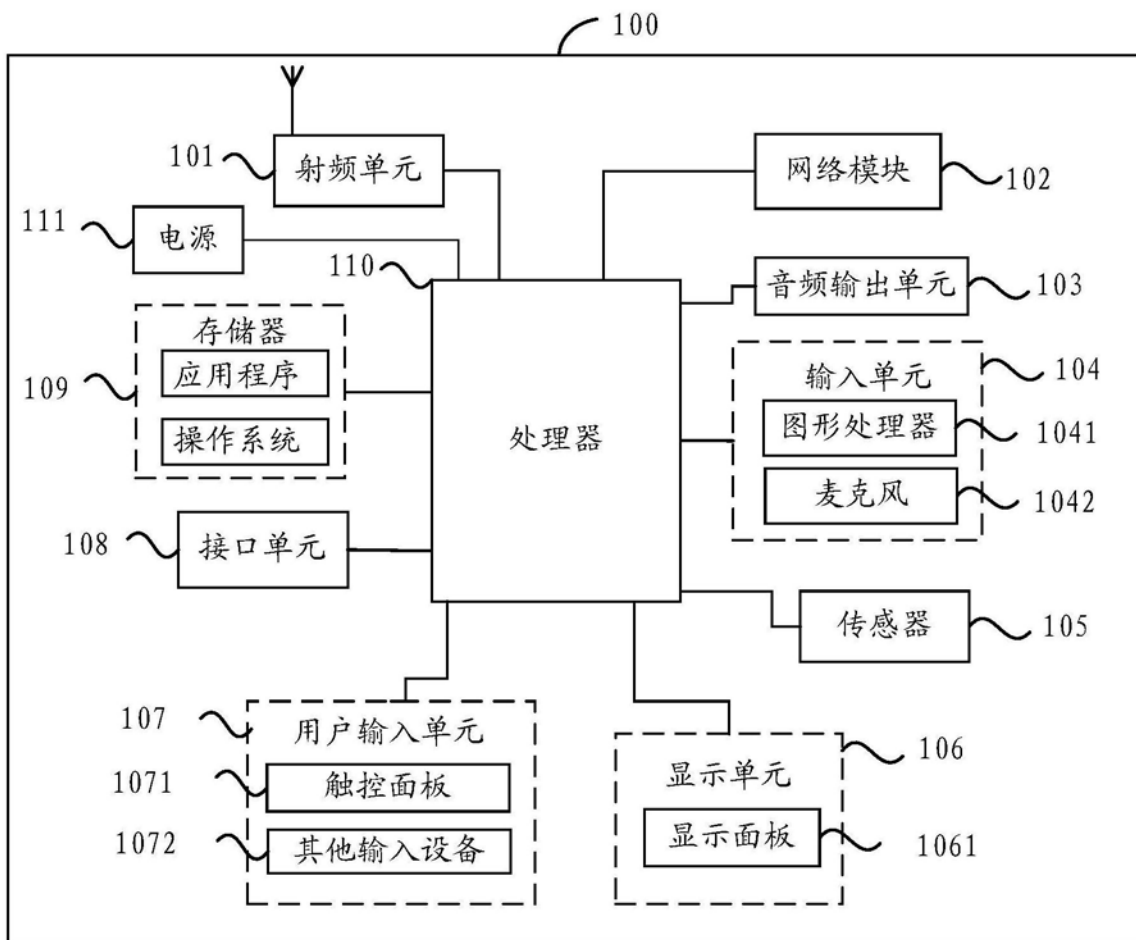 100
101
射频单元
网络模块
102
111
电源
110
音频输出单元
103
存储器
应用程序
操作系统
109
处理器
输入单元
104
图形处理器
1041
麦克风
1042
108
接口单元
传感器
105
107
用户输入单元
1071
触控面板
1072
其他输入设备
显示单元
106
显示面板
1061